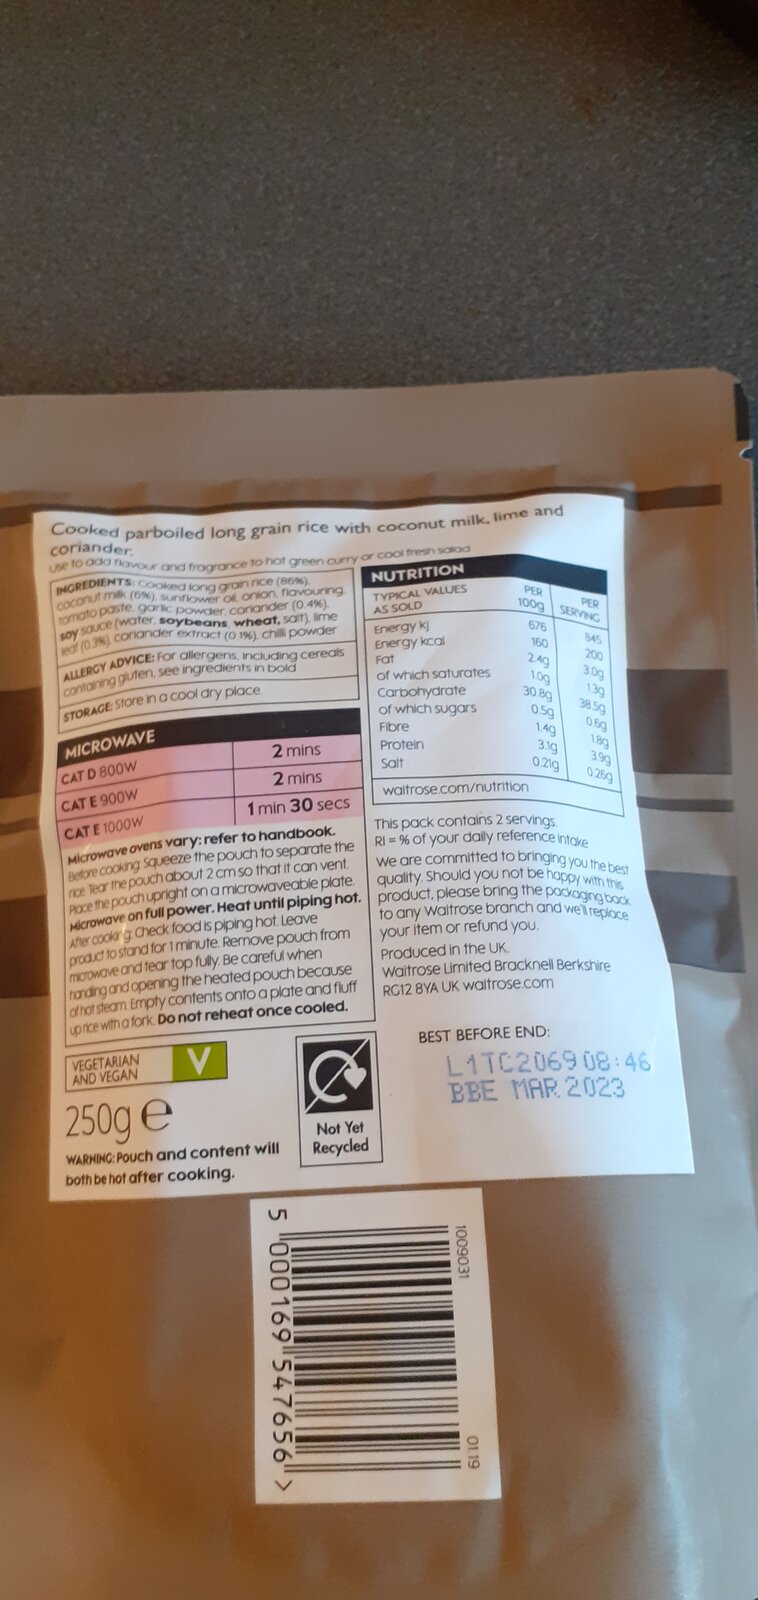 Cooked parboiled long grain rice with coconut milk, lime and
coriander.
Use to add flavour and fragrance to hot green curry or cool fresh salad
INGREDIENTS: Cooked long grain rice (86%),
coconut milk (6%), sunflower oil, onion, flavouring,
tomato paste, garlic powder, coriander (0.4%),
soy sauce (water, soybeans, wheat, salt), lime
leaf (0.3%), coriander extract (0.1%), chilli powder
ALLERGY ADVICE: For allergens, including cereals
containing gluten, see ingredients in bold
STORAGE: Store in a cool dry place
MICROWAVE
CAT D 800W 2 mins
CAT E 900W 2 mins
CAT E 1000W 1 min 30 secs
Microwave ovens vary: refer to handbook.
Before cooking: Squeeze the pouch to separate the
rice. Tear the pouch about 2 cm so that it can vent.
Place the pouch upright on a microwaveable plate.
Microwave on full power. Heat until piping hot.
After cooking: Check food is piping hot. Leave
product to stand for 1 minute. Remove pouch from
microwave and tear top fully. Be careful when
handling and opening the heated pouch because
of hot steam. Empty contents onto a plate and fluff
up rice with a fork. Do not reheat once cooled.
VEGETARIAN
AND VEGAN
V
250g e
WARNING: Pouch and content will
both be hot after cooking.
Not Yet
Recycled
NUTRITION
TYPICAL VALUES AS SOLD PER 100g PER SERVING
Energy kJ 676 845
Energy kcal 160 200
Fat 2.4g 3.0g
of which saturates 1.0g 1.3g
Carbohydrate 30.8g 38.5g
of which sugars 0.5g 0.6g
Fibre 1.4g 1.8g
Protein 3.1g 3.9g
Salt 0.21g 0.26g
waitrose.com/nutrition
This pack contains 2 servings.
RI = % of your daily reference intake
We are committed to bringing you the best
quality. Should you not be happy with this
product, please bring the packaging back
to any Waitrose branch and we'll replace
your item or refund you.
Produced in the UK.
Waitrose Limited Bracknell Berkshire
RG12 8YA UK waitrose.com
BEST BEFORE END:
L1TC2069 08:46
BBE MAR 2023
1009031
01.19
5 000169 547656 >